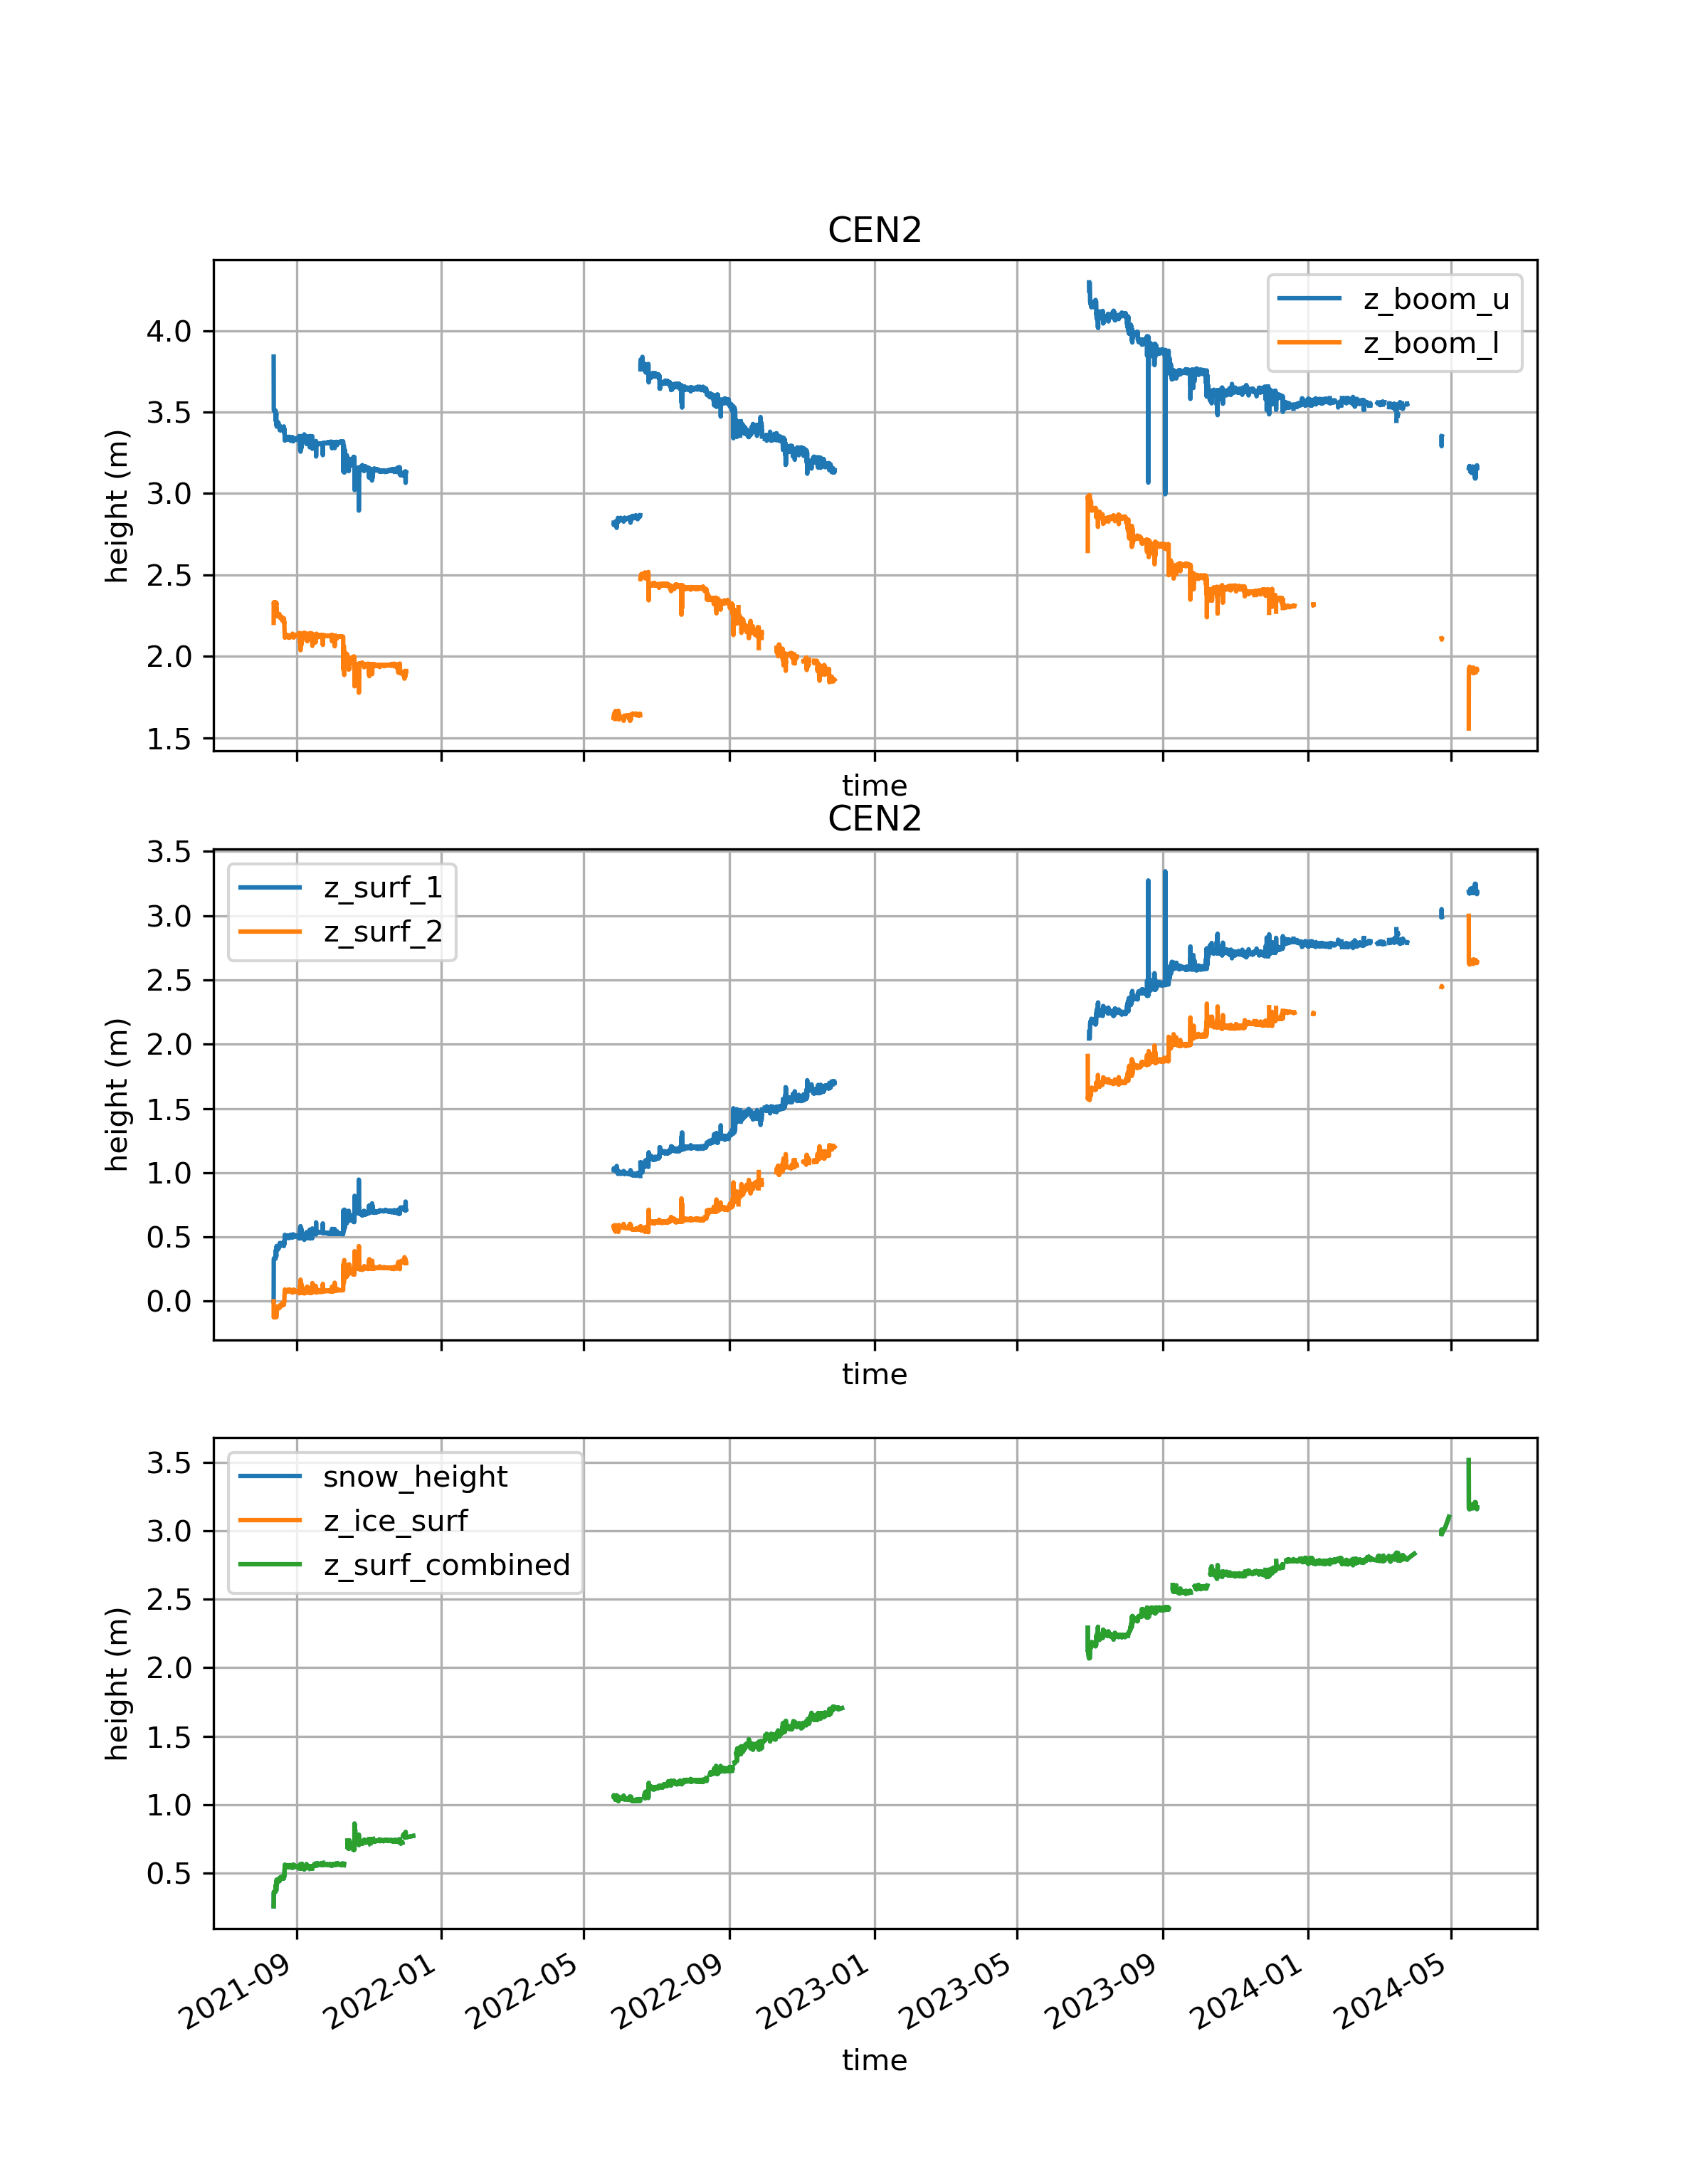 CEN2
z_boom_u
z_boom_l
height (m)
4.0
3.5
3.0
2.5
2.0
1.5
time
CEN2
z_surf_1
z_surf_2
height (m)
3.5
3.0
2.5
2.0
1.5
1.0
0.5
0.0
time
snow_height
z_ice_surf
z_surf_combined
height (m)
3.5
3.0
2.5
2.0
1.5
1.0
0.5
2021-09
2022-01
2022-05
2022-09
2023-01
2023-05
2023-09
2024-01
2024-05
time